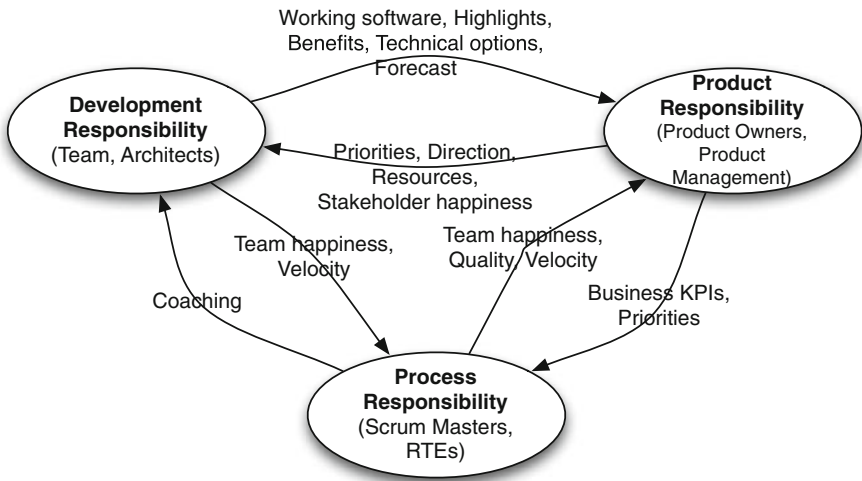 Working software, Highlights,
Benefits, Technical options,
Forecast
Development
Responsibility
(Team, Architects)
Product
Responsibility
(Product Owners,
Product
Management)
Priorities, Direction,
Resources,
Stakeholder happiness
Team happiness,
Velocity
Team happiness,
Quality, Velocity
Coaching
Business KPIs,
Priorities
Process
Responsibility
(Scrum Masters,
RTEs)